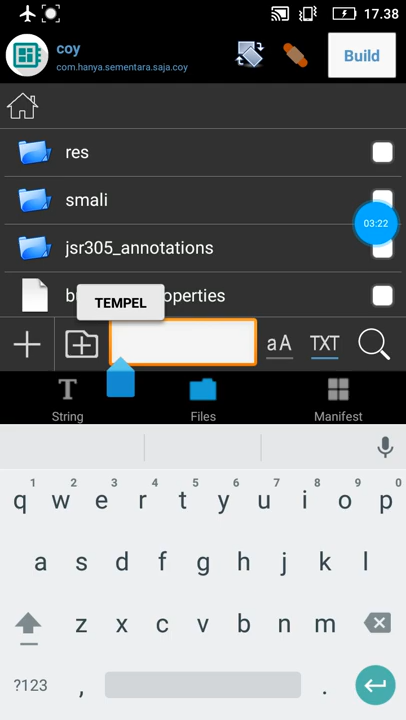 17.38
coy
com.hanya.sementara.saja.coy
Build
res
smali
03:22
jsr305_annotations
TEMPEL
aA
TXT
String
Files
Manifest
1 2 3 4 5 6 7 8 9 0
q w e r t y u i o p
a s d f g h j k l
z x c v b n m
?123 , .